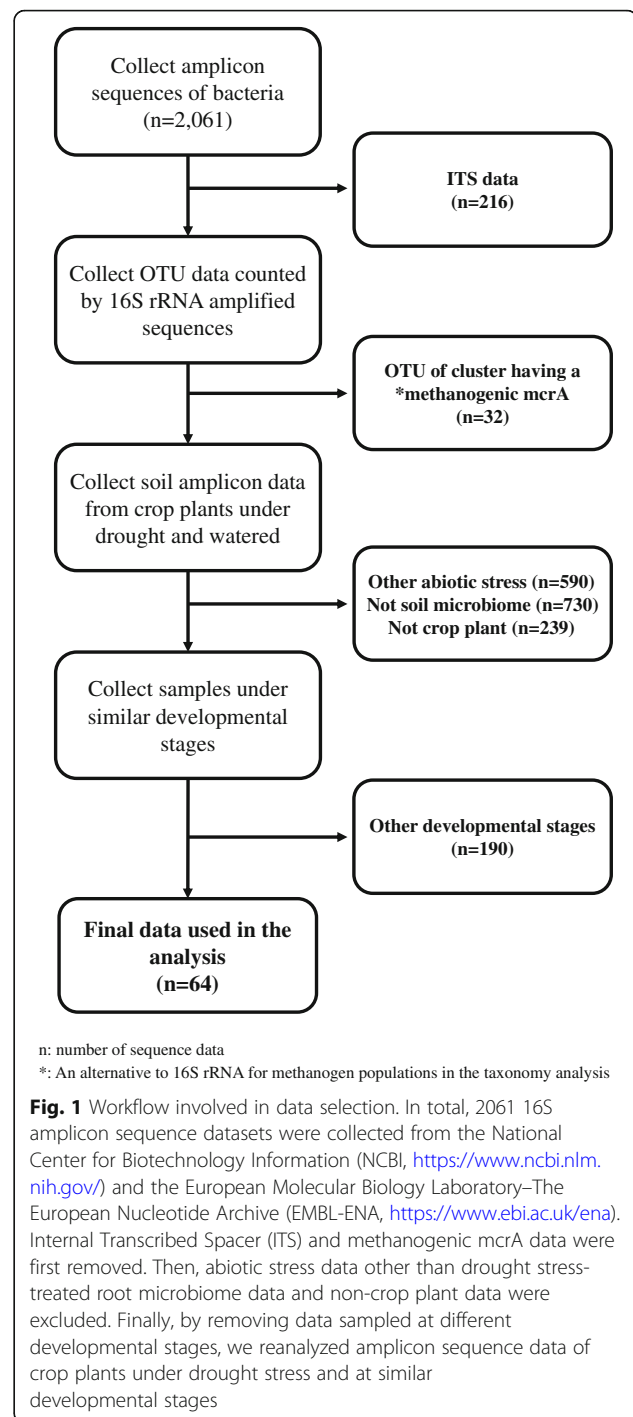 Collect amplicon
sequences of bacteria
(n=2,061)
ITS data
(n=216)
Collect OTU data counted
by 16S rRNA amplified
sequences
OTU of cluster having a
*methanogenic mcrA
(n=32)
Collect soil amplicon data
from crop plants under
drought and watered
Other abiotic stress (n=590)
Not soil microbiome (n=730)
Not crop plant (n=239)
Collect samples under
similar developmental
stages
Other developmental stages
(n=190)
Final data used in the
analysis
(n=64)
n: number of sequence data
*: An alternative to 16S rRNA for methanogen populations in the taxonomy analysis
Fig. 1 Workflow involved in data selection. In total, 2061 16S
amplicon sequence datasets were collected from the National
Center for Biotechnology Information (NCBI, https://www.ncbi.nlm.
nih.gov/) and the European Molecular Biology Laboratory–The
European Nucleotide Archive (EMBL-ENA, https://www.ebi.ac.uk/ena).
Internal Transcribed Spacer (ITS) and methanogenic mcrA data were
first removed. Then, abiotic stress data other than drought stress-
treated root microbiome data and non-crop plant data were
excluded. Finally, by removing data sampled at different
developmental stages, we reanalyzed amplicon sequence data of
crop plants under drought stress and at similar
developmental stages